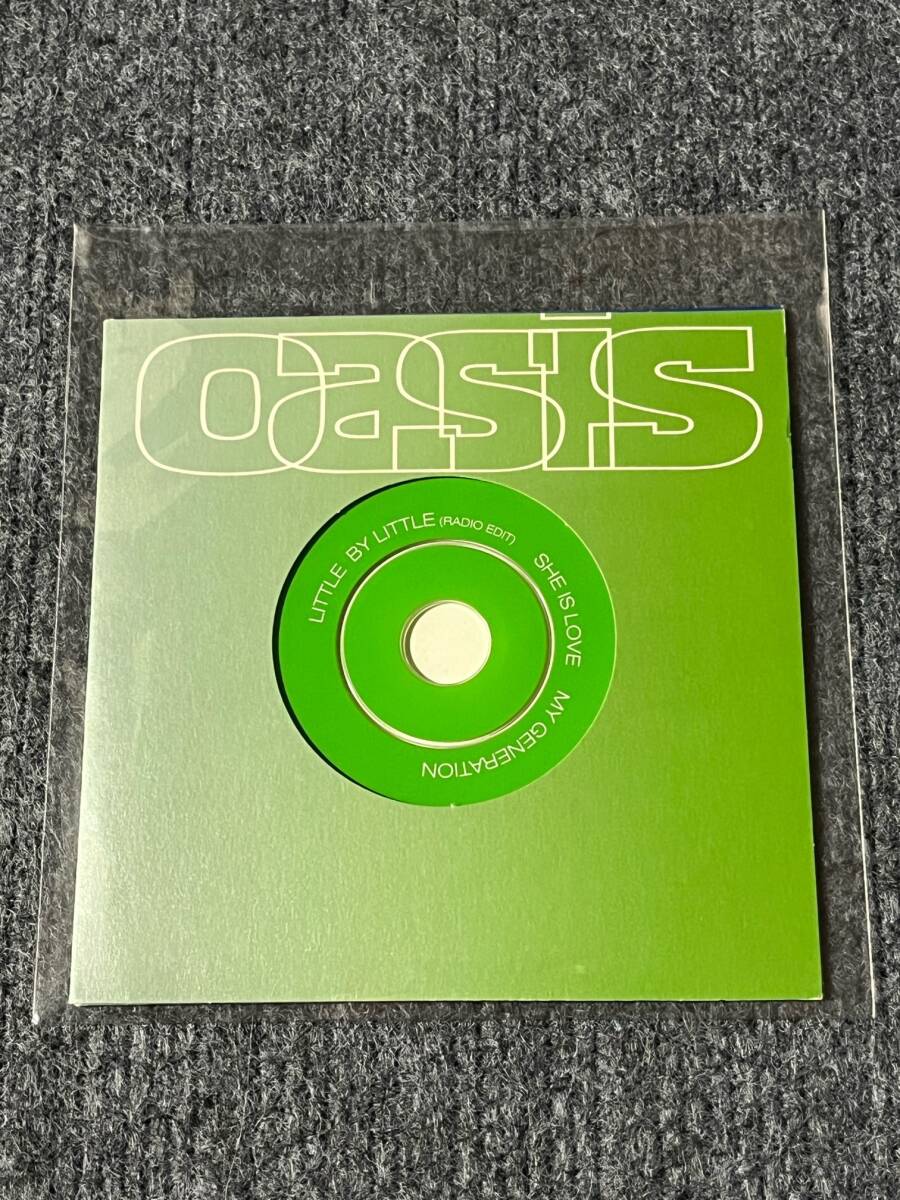 oasis
LITTLE BY LITTLE (RADIO EDIT) SHE IS LOVE MY GENERATION